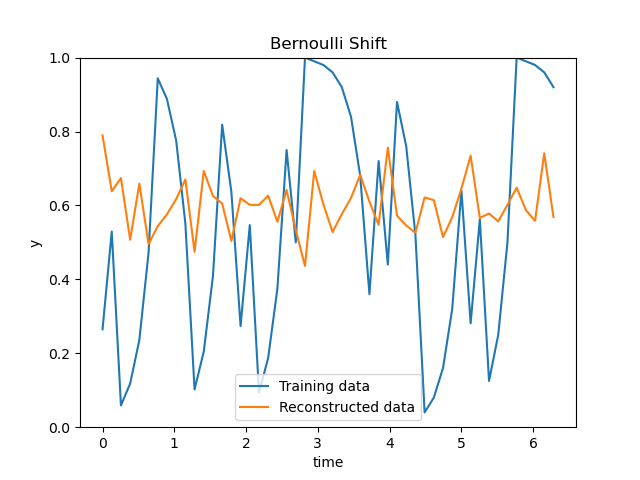 Bernoulli Shift
1.0
0.8
0.6
0.4
0.2
0.0
y
Training data
Reconstructed data
0 1 2 3 4 5 6
time